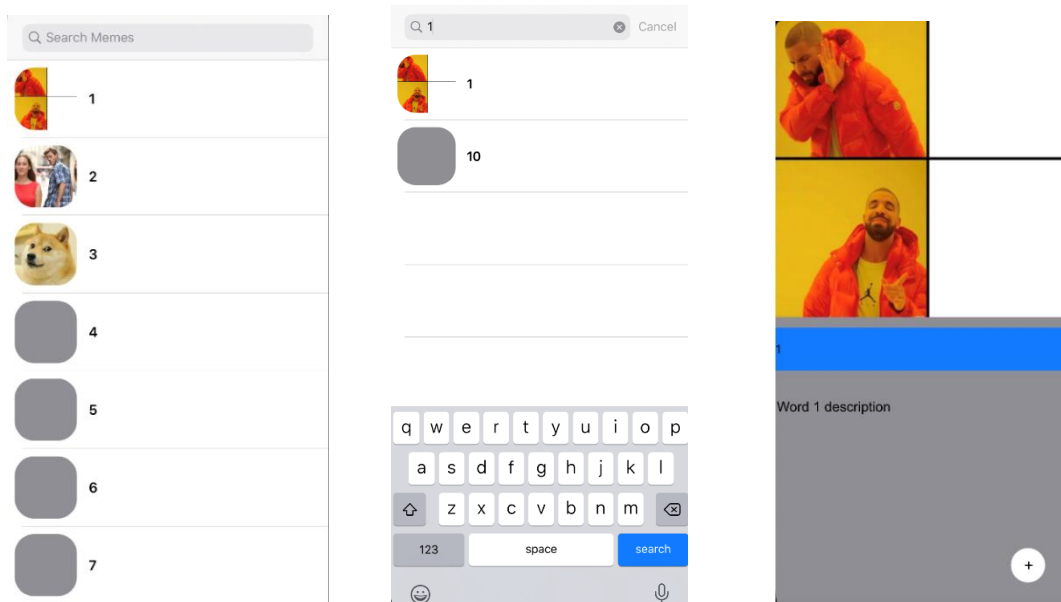 Search Memes
1
2
3
4
5
6
7
1
Cancel
1
10
q w e r t y u i o p
a s d f g h j k l
z x c v b n m
123 space search
1
Word 1 description
+